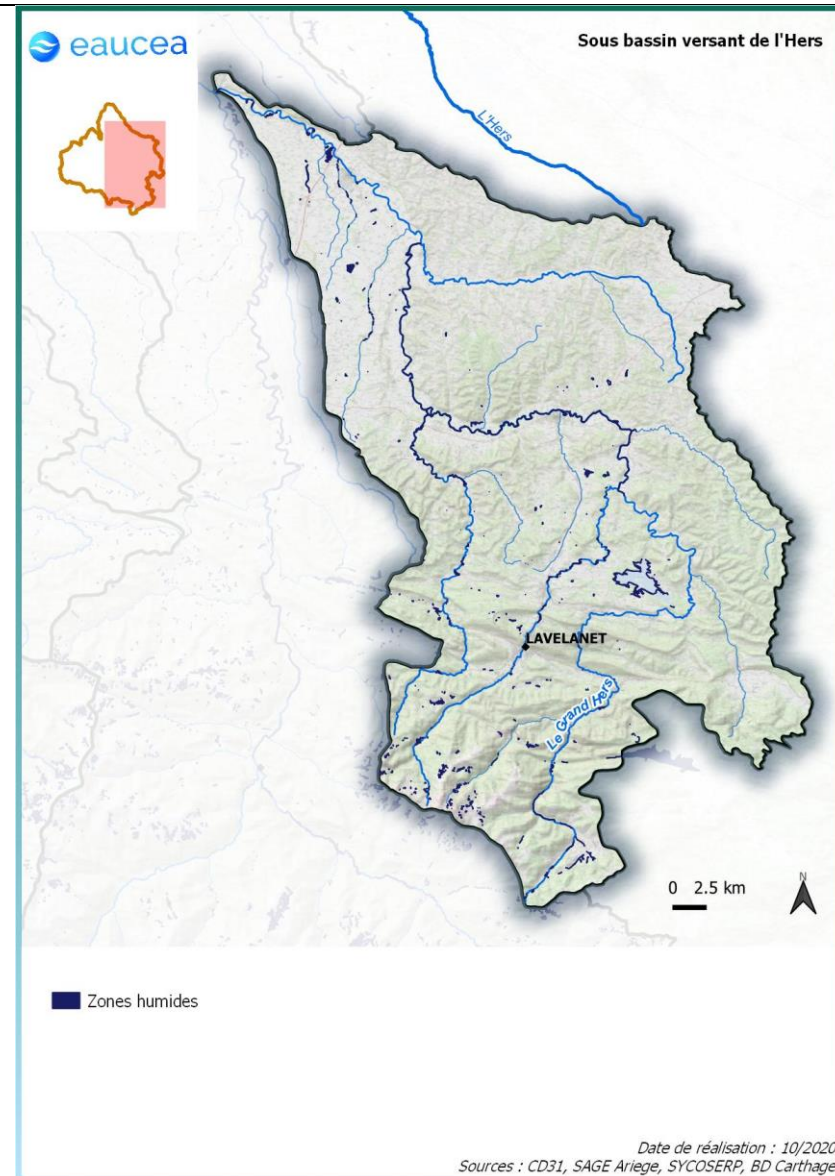 eaucea
Sous bassin versant de l'Hers
L'Hers
LAVELANET
Le Grand Hers
0 2.5 km
N
Zones humides
Date de réalisation : 10/2020
Sources : CD31, SAGE Ariege, SYCOSERP, BD Carthage